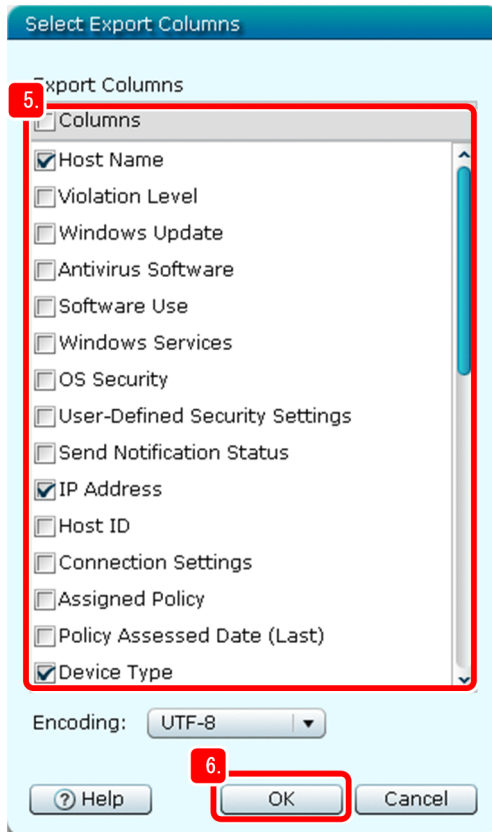 Select Export Columns
Export Columns
5.
Columns
Host Name
Violation Level
Windows Update
Antivirus Software
Software Use
Windows Services
OS Security
User-Defined Security Settings
Send Notification Status
IP Address
Host ID
Connection Settings
Assigned Policy
Policy Assessed Date (Last)
Device Type
Encoding: UTF-8
6.
? Help OK Cancel